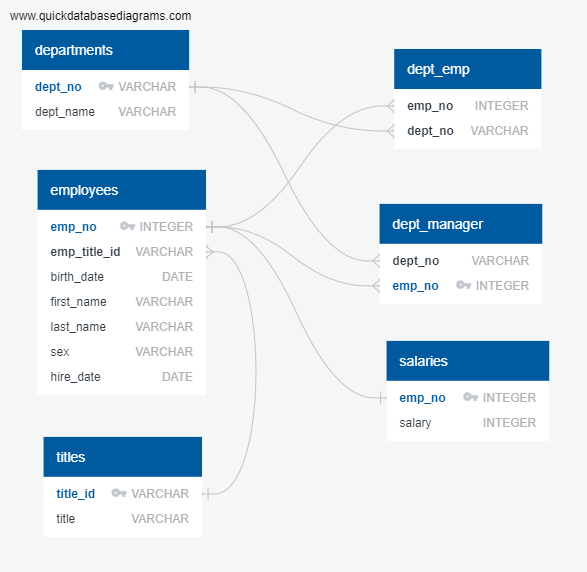 www.quickdatabasediagrams.com
departments
dept_no VARCHAR
dept_name VARCHAR
dept_emp
emp_no INTEGER
dept_no VARCHAR
employees
emp_no INTEGER
emp_title_id VARCHAR
birth_date DATE
first_name VARCHAR
last_name VARCHAR
sex VARCHAR
hire_date DATE
dept_manager
dept_no VARCHAR
emp_no INTEGER
salaries
emp_no INTEGER
salary INTEGER
titles
title_id VARCHAR
title VARCHAR